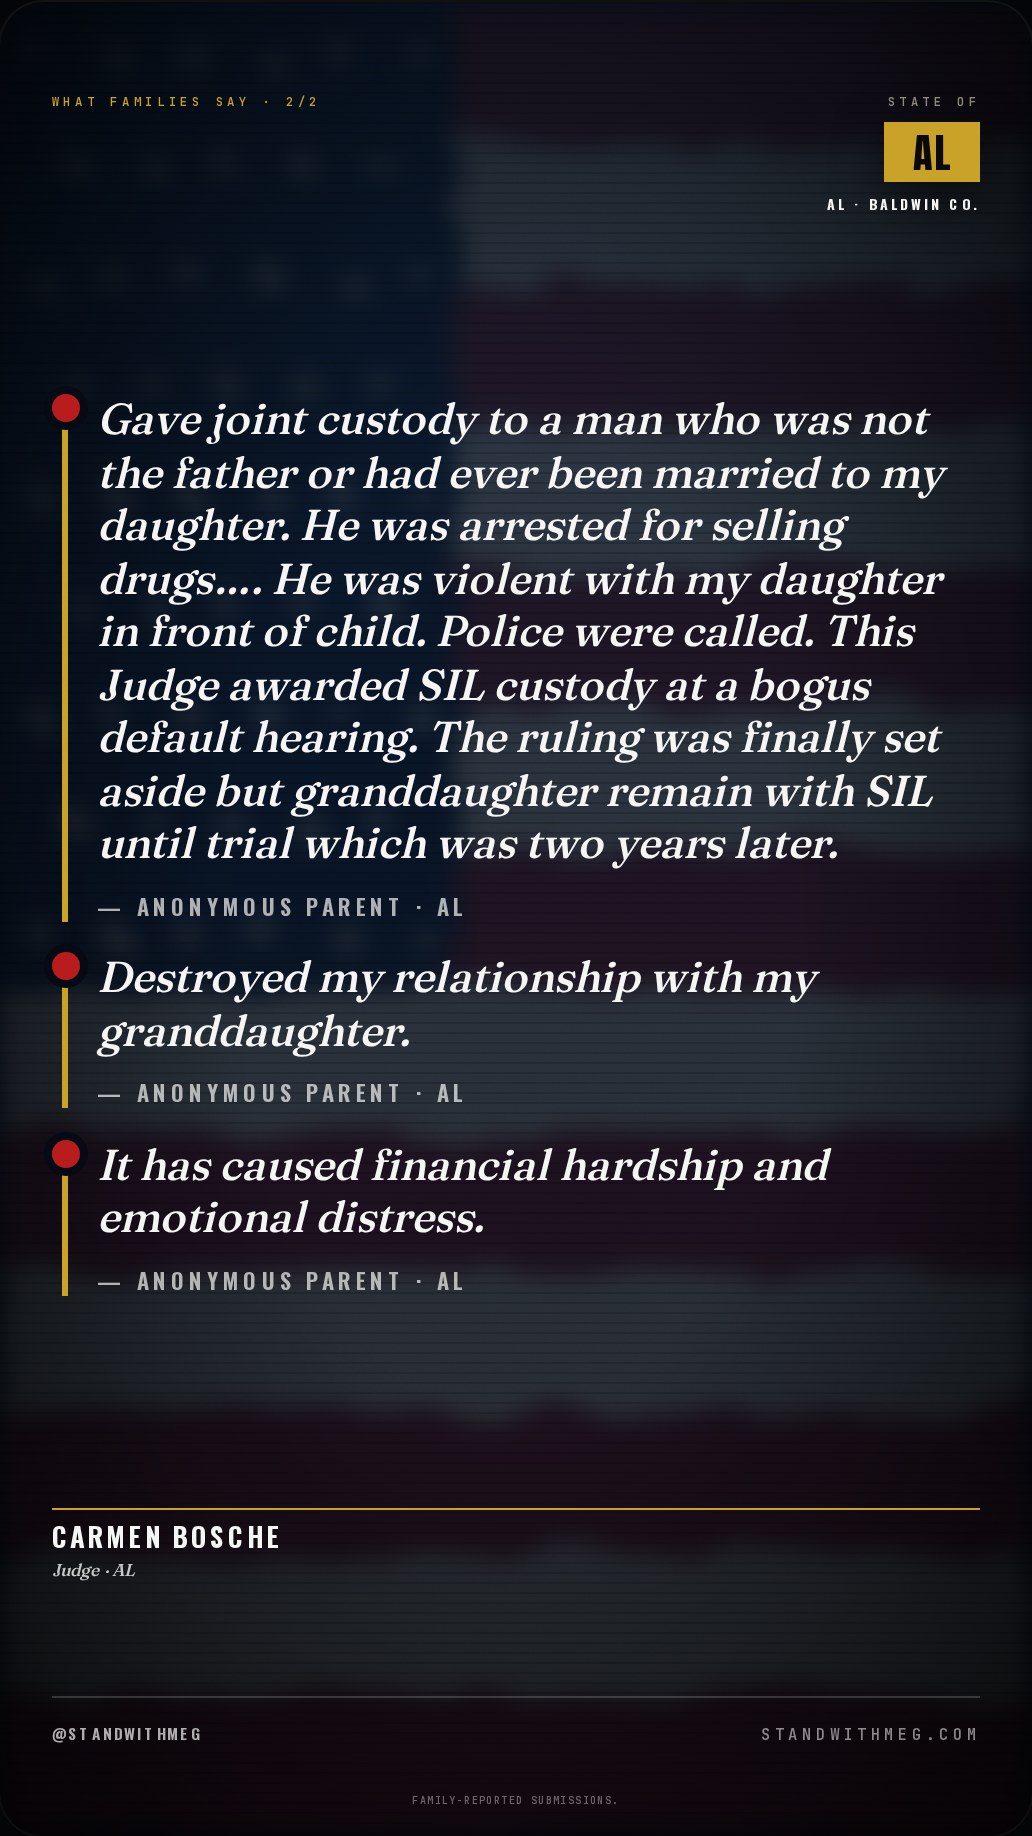 WHAT FAMILIES SAY · 2/2
STATE OF
AL
AL · BALDWIN CO.
Gave joint custody to a man who was not
the father or had ever been married to my
daughter. He was arrested for selling
drugs.... He was violent with my daughter
in front of child. Police were called. This
Judge awarded SIL custody at a bogus
default hearing. The ruling was finally set
aside but granddaughter remain with SIL
until trial which was two years later.
— ANONYMOUS PARENT · AL
Destroyed my relationship with my
granddaughter.
— ANONYMOUS PARENT · AL
It has caused financial hardship and
emotional distress.
— ANONYMOUS PARENT · AL
CARMEN BOSCHE
Judge · AL
@STANDWITHMEG
STANDWITHMEG.COM
FAMILY-REPORTED SUBMISSIONS.